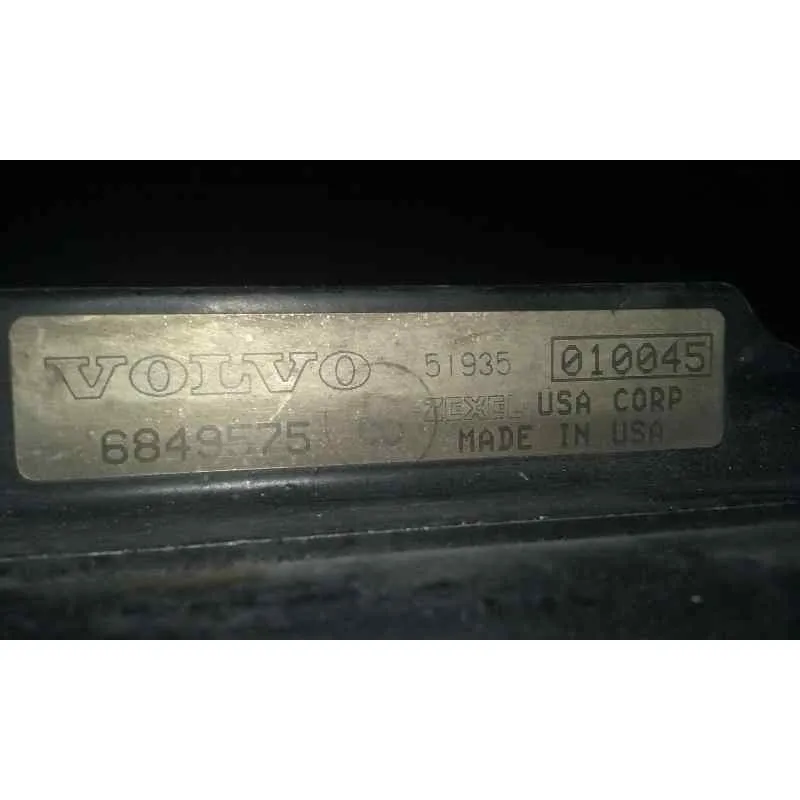 VOLVO 51935 010045
6849575 ZEXEL USA CORP
MADE IN USA